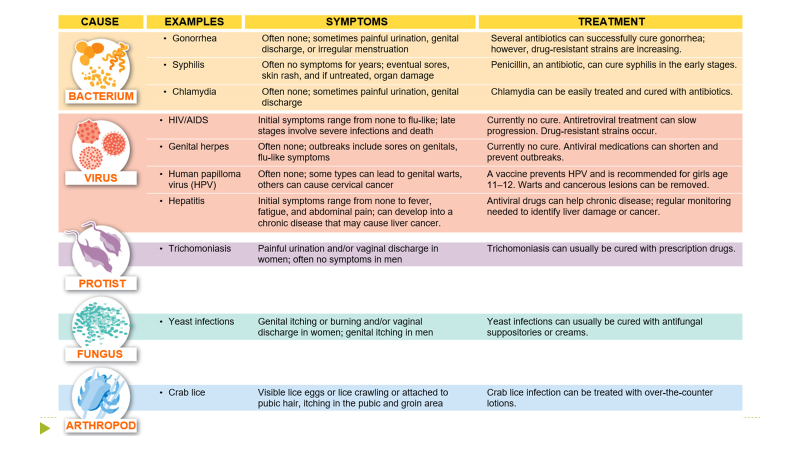 CAUSE EXAMPLES SYMPTOMS TREATMENT
• Gonorrhea
Often none; sometimes painful urination, genital
discharge, or irregular menstruation
Several antibiotics can successfully cure gonorrhea;
however, drug-resistant strains are increasing.
• Syphilis
Often no symptoms for years; eventual sores,
skin rash, and if untreated, organ damage
Penicillin, an antibiotic, can cure syphilis in the early stages.
BACTERIUM
• Chlamydia
Often none; sometimes painful urination, genital
discharge
Chlamydia can be easily treated and cured with antibiotics.
• HIV/AIDS
Initial symptoms range from none to flu-like; late
stages involve severe infections and death
Currently no cure. Antiretroviral treatment can slow
progression. Drug-resistant strains occur.
• Genital herpes
Often none; outbreaks include sores on genitals,
flu-like symptoms
Currently no cure. Antiviral medications can shorten and
prevent outbreaks.
VIRUS
• Human papilloma
virus (HPV)
Often none; some types can lead to genital warts,
others can cause cervical cancer
A vaccine prevents HPV and is recommended for girls age
11–12. Warts and cancerous lesions can be removed.
• Hepatitis
Initial symptoms range from none to fever,
fatigue, and abdominal pain; can develop into a
chronic disease that may cause liver cancer.
Antiviral drugs can help chronic disease; regular monitoring
needed to identify liver damage or cancer.
• Trichomoniasis
Painful urination and/or vaginal discharge in
women; often no symptoms in men
Trichomoniasis can usually be cured with prescription drugs.
PROTIST
• Yeast infections
Genital itching or burning and/or vaginal
discharge in women; genital itching in men
Yeast infections can usually be cured with antifungal
suppositories or creams.
FUNGUS
• Crab lice
Visible lice eggs or lice crawling or attached to
pubic hair, itching in the pubic and groin area
Crab lice infection can be treated with over-the-counter
lotions.
ARTHROPOD